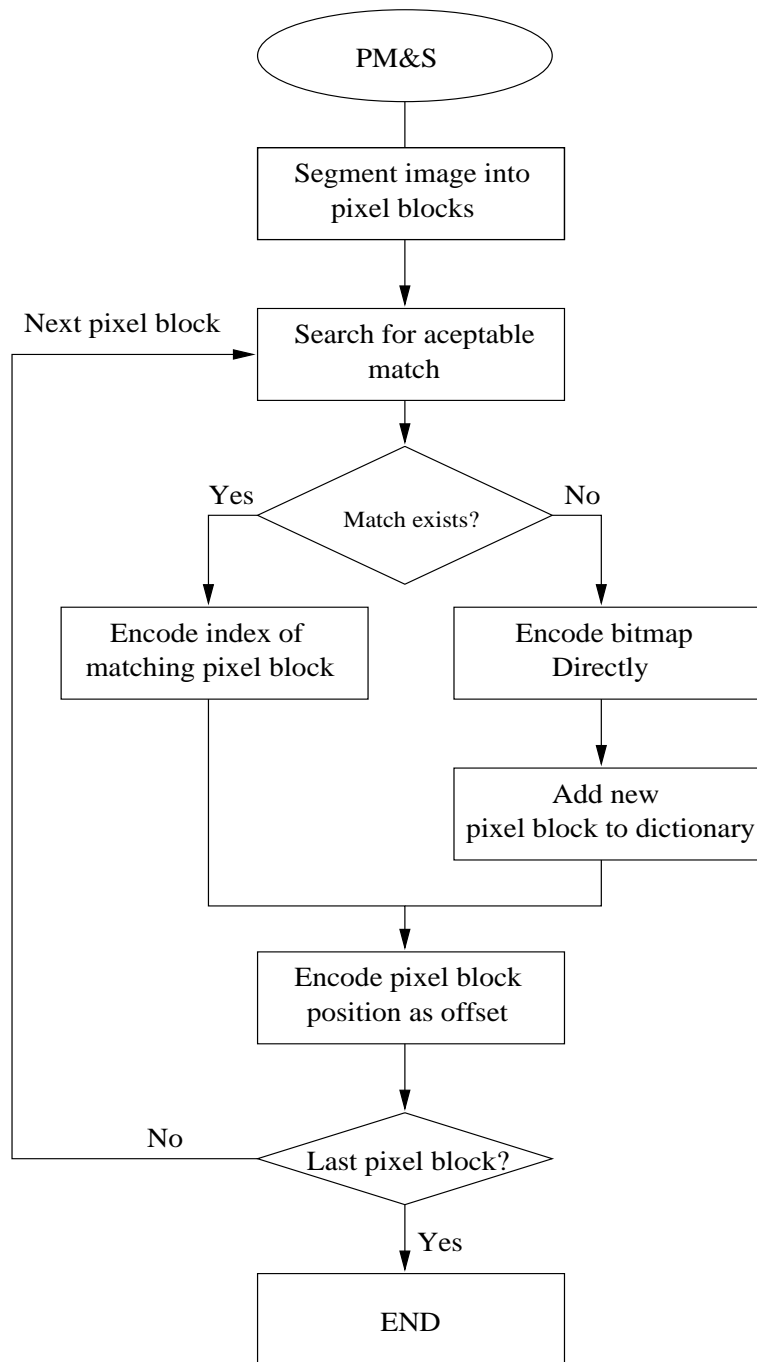 PM&S
Segment image into
pixel blocks
Next pixel block
Search for aceptable
match
Yes
No
Match exists?
Encode index of
matching pixel block
Encode bitmap
Directly
Add new
pixel block to dictionary
Encode pixel block
position as offset
No
Last pixel block?
Yes
END